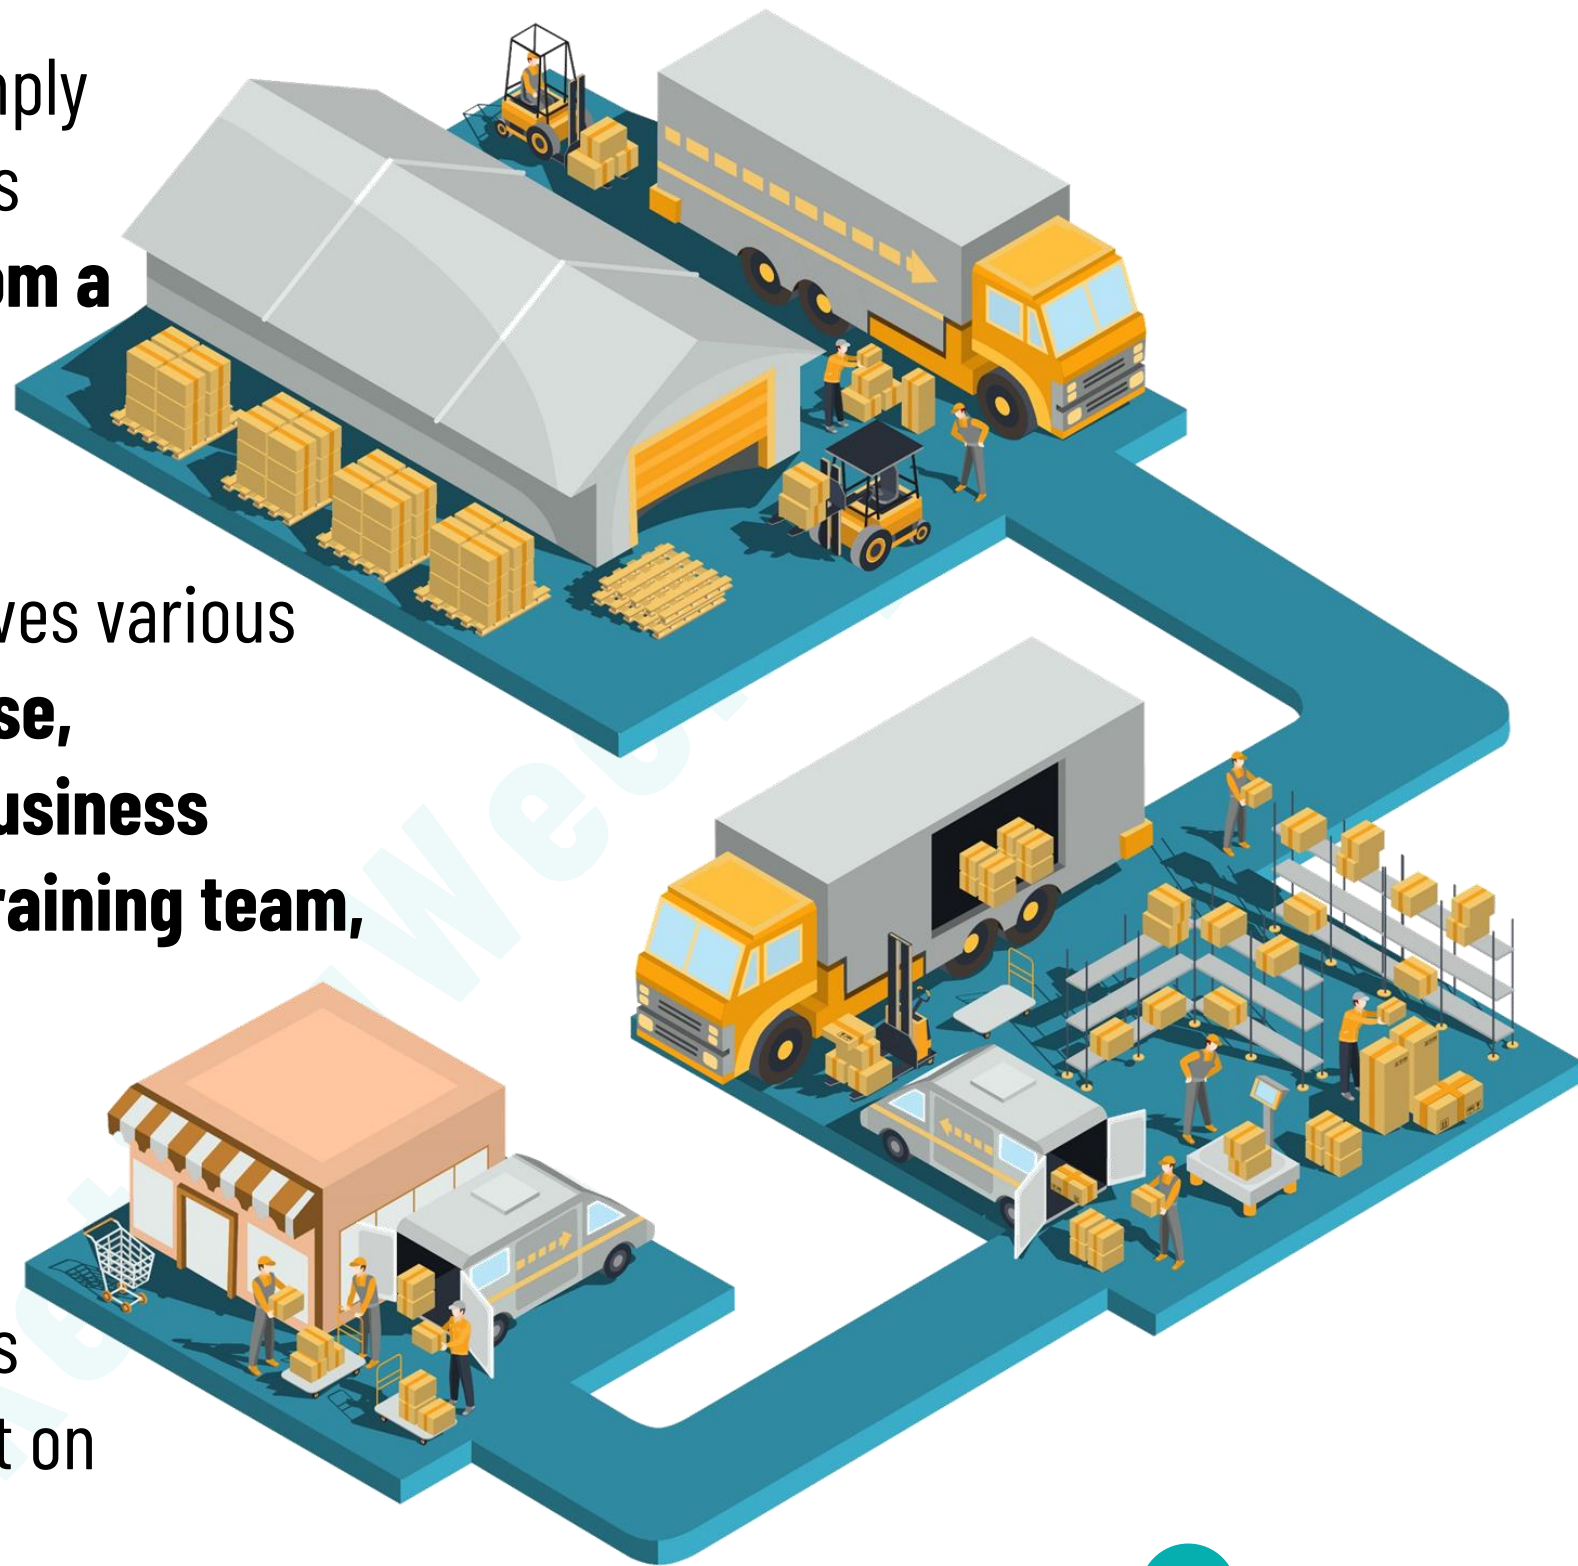 nply
s
om a
ves various
se,
usiness
raining team,
s
t on